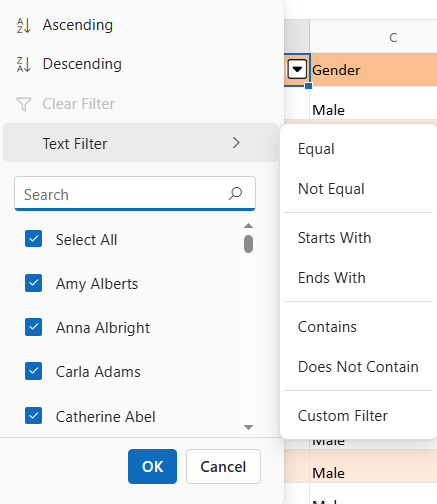 Ascending
Descending
Clear Filter
Text Filter
Search
Select All
Amy Alberts
Anna Albright
Carla Adams
Catherine Abel
OK
Cancel
C
Gender
Male
Equal
Not Equal
Starts With
Ends With
Contains
Does Not Contain
Custom Filter
Male
Male